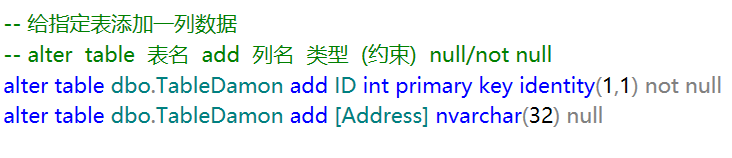 -- 给指定表添加一列数据
-- alter  table  表名  add  列名  类型  (约束)  null/not null
alter table dbo.TableDamon add ID int primary key identity(1,1) not null
alter table dbo.TableDamon add [Address] nvarchar(32) null